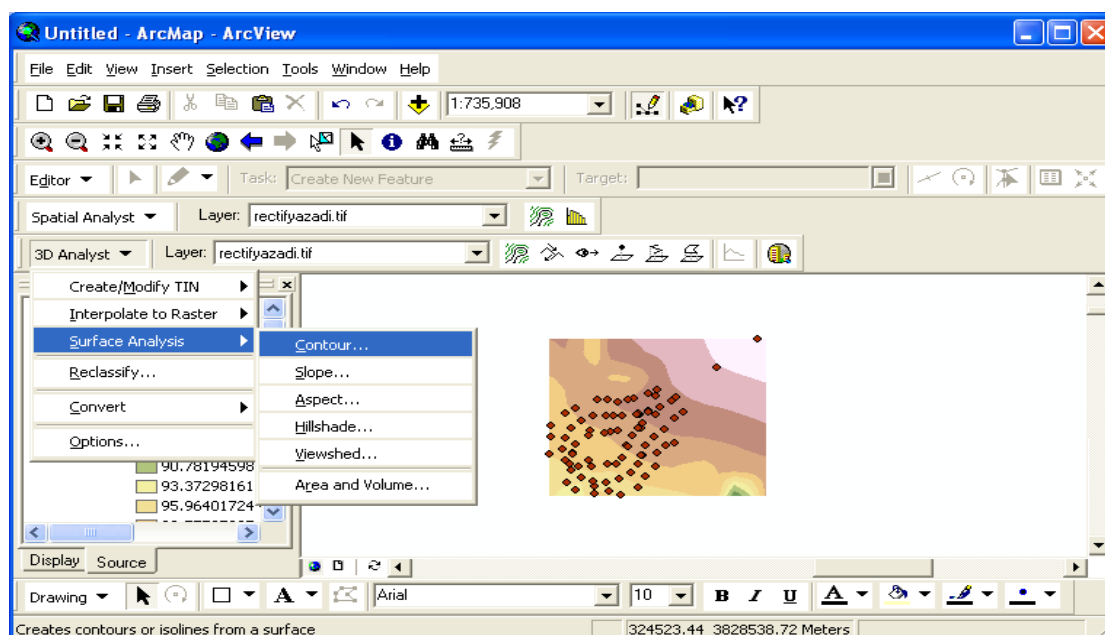 Untitled - ArcMap - ArcView
File Edit View Insert Selection Tools Window Help
1:735,908
Editor Task: Create New Feature Target:
Spatial Analyst Layer: rectifyazadi.tif
3D Analyst Layer: rectifyazadi.tif
Create/Modify TIN
Interpolate to Raster
Surface Analysis
Reclassify...
Convert
Options...
Contour...
Slope...
Aspect...
Hillshade...
Viewshed...
Area and Volume...
90.78194598
93.37298161
95.96401724
Display Source
Drawing A Arial 10 B I U A
Creates contours or isolines from a surface 324523.44 3828538.72 Meters